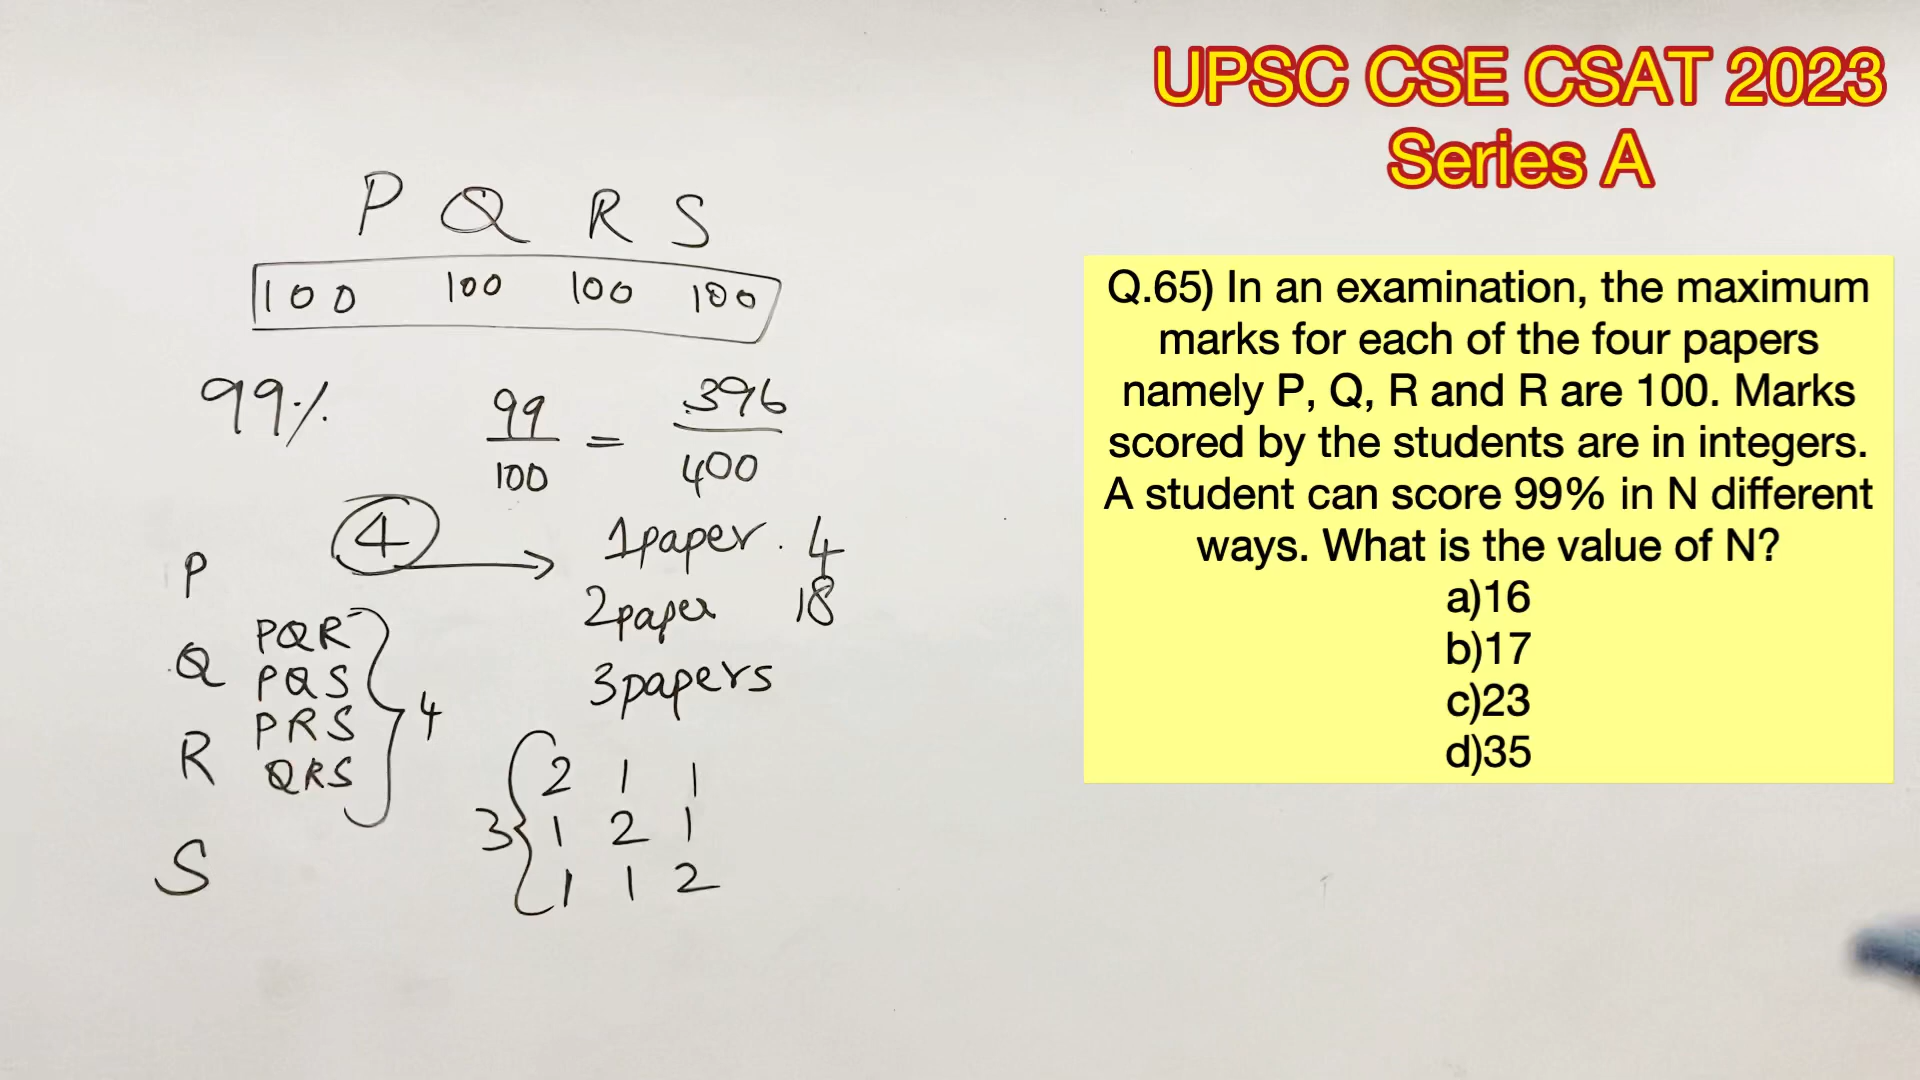 UPSC CSE CSAT 2023
Series A
P Q R S
100 100 100 100
99%
99/100 = 396/400
4 → 1paper. 4
2paper 18
3papers
P
Q
R
S
PQR
PQS
PRS
QRS
4
2 1 1
3 1 2 1
1 1 2
Q.65) In an examination, the maximum
marks for each of the four papers
namely P, Q, R and R are 100. Marks
scored by the students are in integers.
A student can score 99% in N different
ways. What is the value of N?
a)16
b)17
c)23
d)35